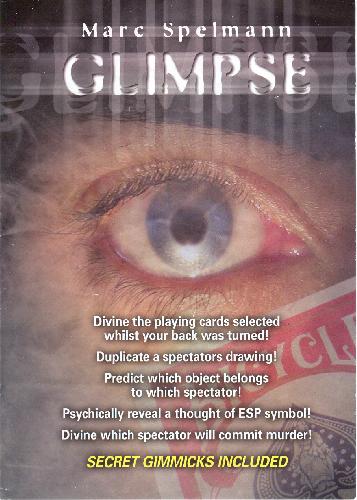 Marc Spelmann
GLIMPSE
Divine the playing cards selected
whilst your back was turned!
Duplicate a spectators drawing!
Predict which object belongs
to which spectator!
Psychically reveal a thought of ESP symbol!
Divine which spectator will commit murder!
SECRET GIMMICKS INCLUDED